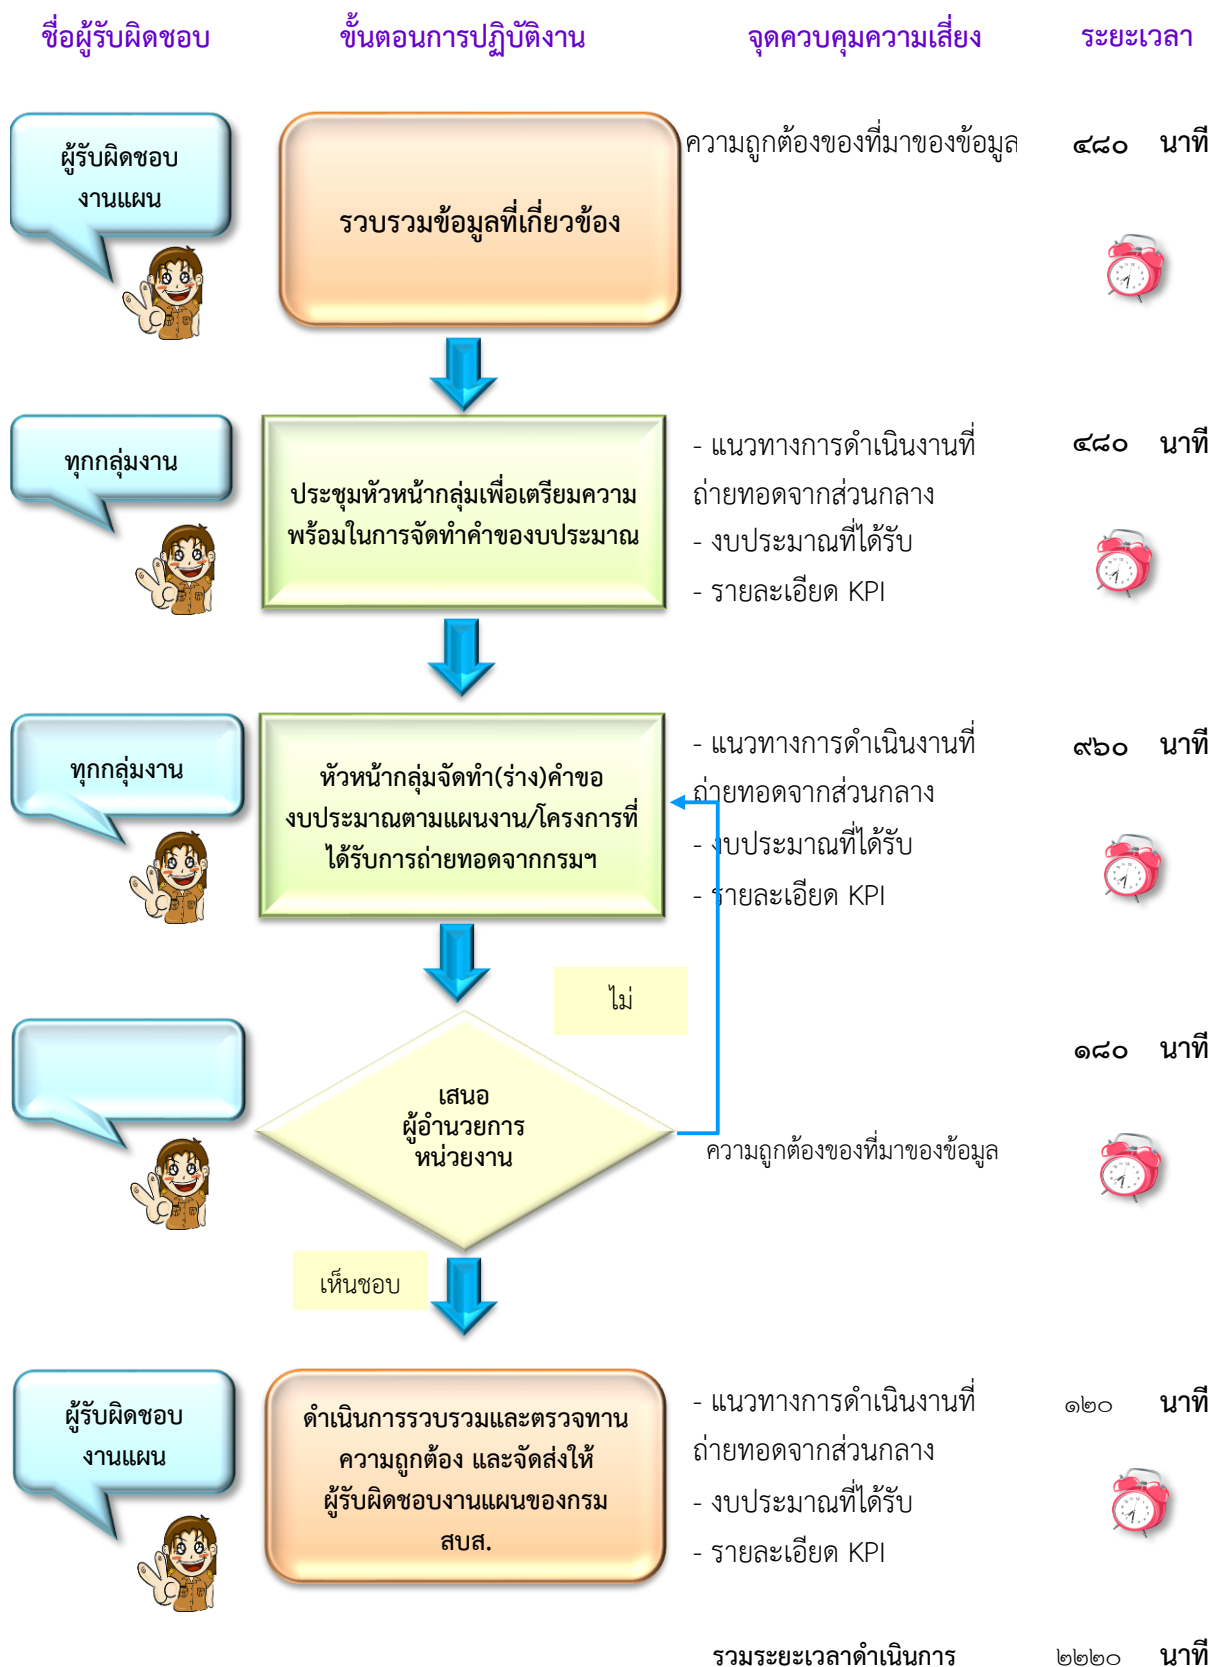 ชื่อผู้รับผิดชอบ ขั้นตอนการปฏิบัติงาน จุดควบคุมความเสี่ยง ระยะเวลา
ผู้รับผิดชอบ
งานแผน
รวบรวมข้อมูลที่เกี่ยวข้อง
ความถูกต้องของที่มาของข้อมูล
๔๘๐ นาที
ทุกกลุ่มงาน
ประชุมหัวหน้ากลุ่มเพื่อเตรียมความ
พร้อมในการจัดทำคำของบประมาณ
- แนวทางการดำเนินงานที่
ถ่ายทอดจากส่วนกลาง
- งบประมาณที่ได้รับ
- รายละเอียด KPI
๔๘๐ นาที
ทุกกลุ่มงาน
หัวหน้ากลุ่มจัดทำ(ร่าง)คำขอ
งบประมาณตามแผนงาน/โครงการที่
ได้รับการถ่ายทอดจากกรมฯ
- แนวทางการดำเนินงานที่
ถ่ายทอดจากส่วนกลาง
- งบประมาณที่ได้รับ
- รายละเอียด KPI
๙๖๐ นาที
ไม่
เสนอ
ผู้อำนวยการ
หน่วยงาน
ความถูกต้องของที่มาของข้อมูล
๑๘๐ นาที
เห็นชอบ
ผู้รับผิดชอบ
งานแผน
ดำเนินการรวบรวมและตรวจทาน
ความถูกต้อง และจัดส่งให้
ผู้รับผิดชอบงานแผนของกรม
สบส.
- แนวทางการดำเนินงานที่
ถ่ายทอดจากส่วนกลาง
- งบประมาณที่ได้รับ
- รายละเอียด KPI
๑๒๐ นาที
รวมระยะเวลาดำเนินการ ๒๒๒๐ นาที